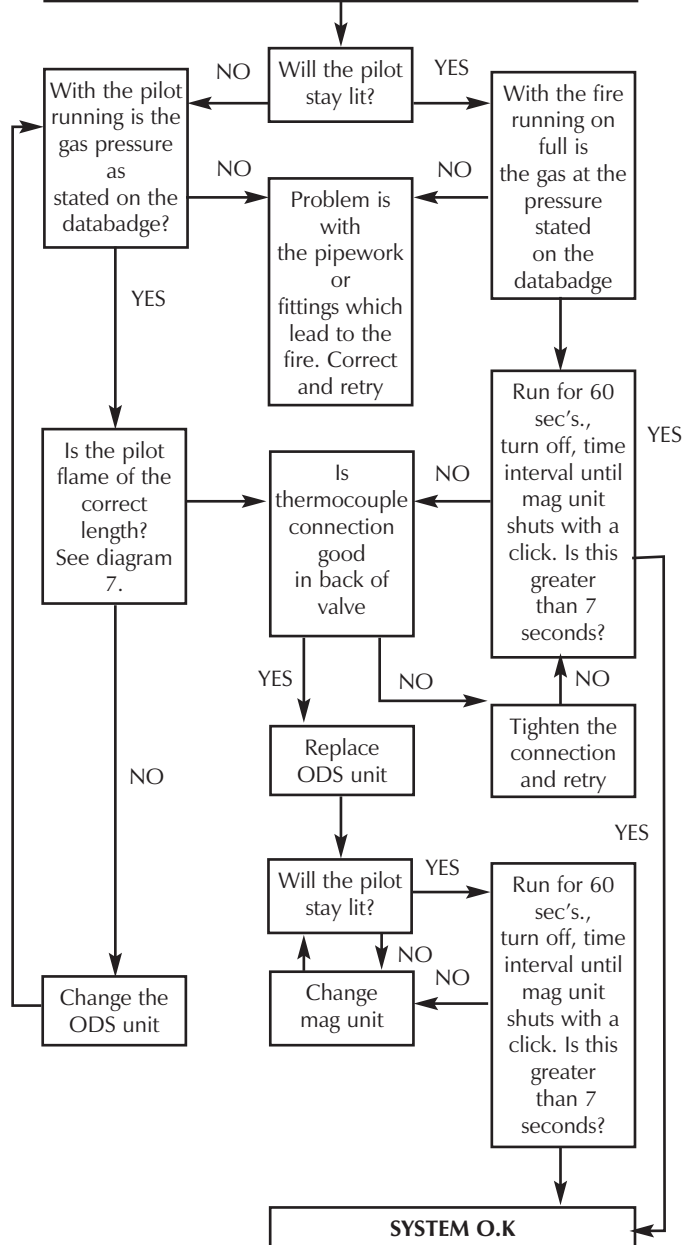 Will the pilot
stay lit?
NO
YES
With the pilot
running is the
gas pressure
as
stated on the
databadge?
With the fire
running on
full is
the gas at the
pressure
stated
on the
databadge
NO
NO
Problem is
with
the pipework
or
fittings which
lead to the
fire. Correct
and retry
YES
Is the pilot
flame of the
correct
length?
See diagram
7.
Is
thermocouple
connection
good
in back of
valve
NO
Run for 60
sec's.,
turn off, time
interval until
mag unit
shuts with a
click. Is this
greater
than 7
seconds?
YES
YES
NO
NO
Tighten the
connection
and retry
Replace
ODS unit
NO
YES
Will the pilot
stay lit?
YES
NO
Change
mag unit
NO
Run for 60
sec's.,
turn off, time
interval until
mag unit
shuts with a
click. Is this
greater
than 7
seconds?
Change the
ODS unit
SYSTEM O.K